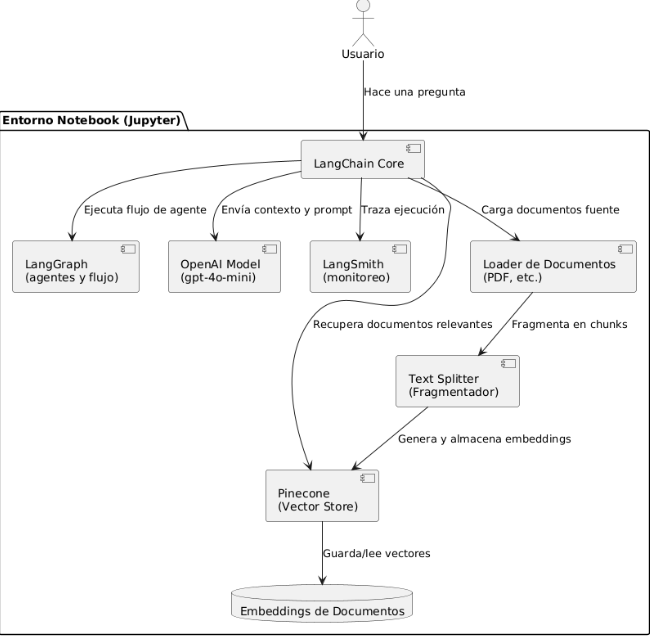 Usuario
Hace una pregunta
Entorno Notebook (Jupyter)
LangChain Core
Ejecuta flujo de agente
Envía contexto y prompt
Traza ejecución
Carga documentos fuente
LangGraph
(agentes y flujo)
OpenAI Model
(gpt-4o-mini)
LangSmith
(monitoreo)
Loader de Documentos
(PDF, etc.)
Recupera documentos relevantes
Fragmenta en chunks
Text Splitter
(Fragmentador)
Genera y almacena embeddings
Pinecone
(Vector Store)
Guarda/lee vectores
Embeddings de Documentos